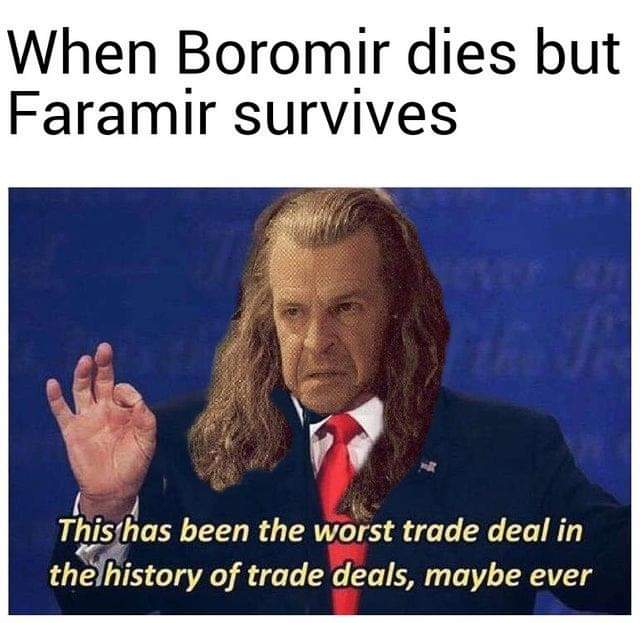 When Boromir dies but
Faramir survives
This has been the worst trade deal in
the history of trade deals, maybe ever